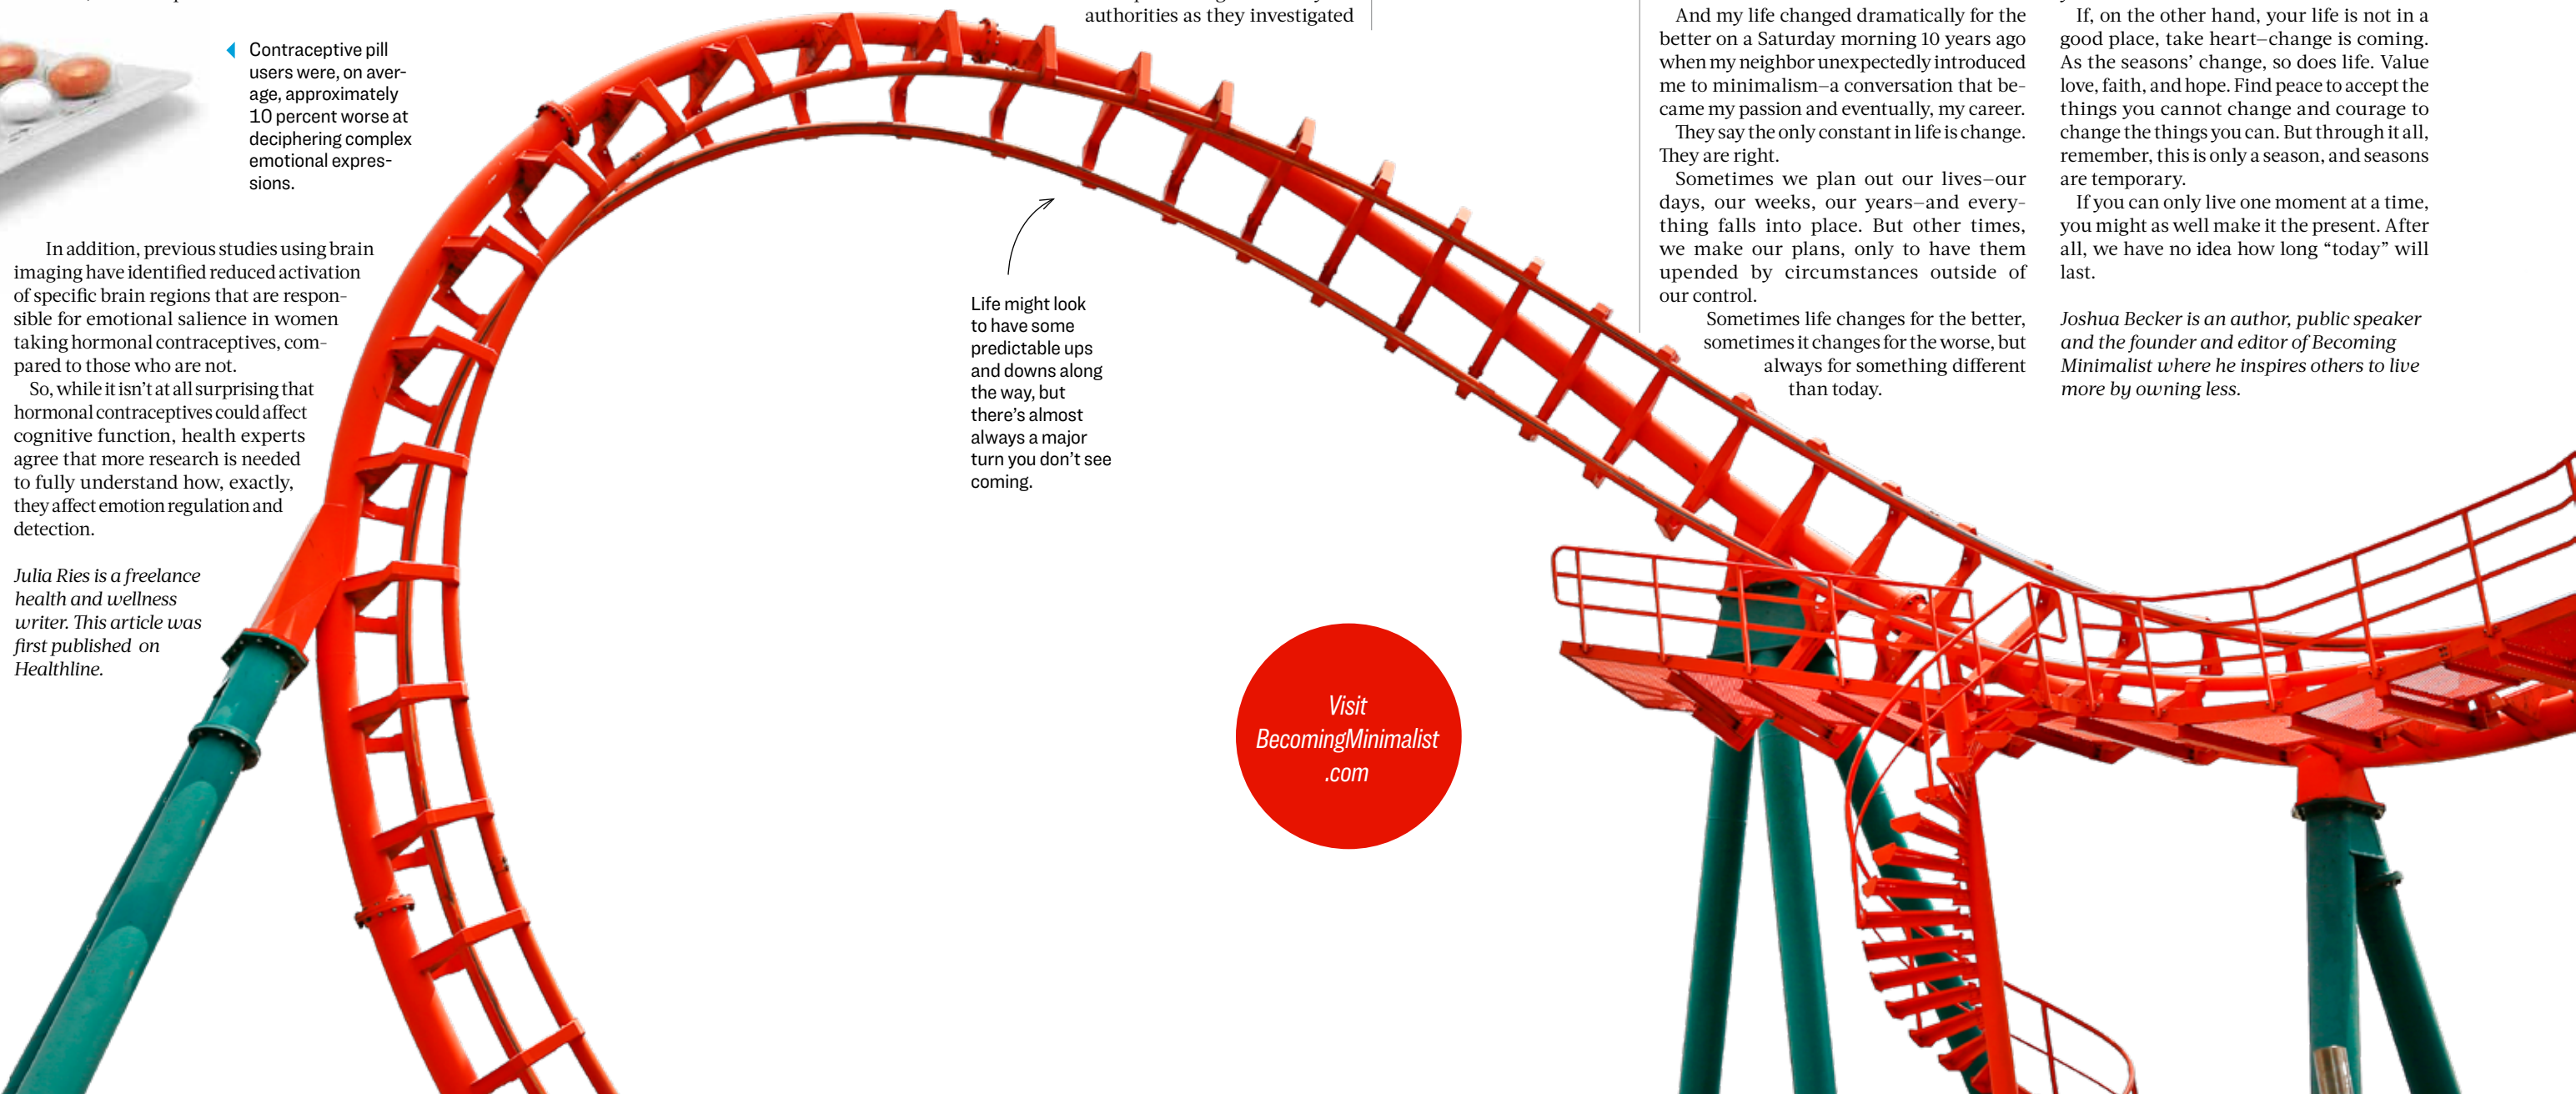 Contraceptive pill
users were, on aver-
age, approximately
10 percent worse at
deciphering complex
emotional expres-
sions.
In addition, previous studies using brain
imaging have identified reduced activation
of specific brain regions that are respon-
sible for emotional salience in women
taking hormonal contraceptives, com-
pared to those who are not.
So, while it isn’t at all surprising that
hormonal contraceptives could affect
cognitive function, health experts
agree that more research is needed
to fully understand how, exactly,
they affect emotion regulation and
detection.
Julia Ries is a freelance
health and wellness
writer. This article was
first published on
Healthline.
authorities as they investigated
Life might look
to have some
predictable ups
and downs along
the way, but
there’s almost
always a major
turn you don’t see
coming.
Visit
BecomingMinimalist
.com
And my life changed dramatically for the
better on a Saturday morning 10 years ago
when my neighbor unexpectedly introduced
me to minimalism—a conversation that be-
came my passion and eventually, my career.
They say the only constant in life is change.
They are right.
Sometimes we plan out our lives—our
days, our weeks, our years—and every-
thing falls into place. But other times,
we make our plans, only to have them
upended by circumstances outside of
our control.
Sometimes life changes for the better,
sometimes it changes for the worse, but
always for something different
than today.
If, on the other hand, your life is not in a
good place, take heart—change is coming.
As the seasons’ change, so does life. Value
love, faith, and hope. Find peace to accept the
things you cannot change and courage to
change the things you can. But through it all,
remember, this is only a season, and seasons
are temporary.
If you can only live one moment at a time,
you might as well make it the present. After
all, we have no idea how long “today” will
last.
Joshua Becker is an author, public speaker
and the founder and editor of Becoming
Minimalist where he inspires others to live
more by owning less.